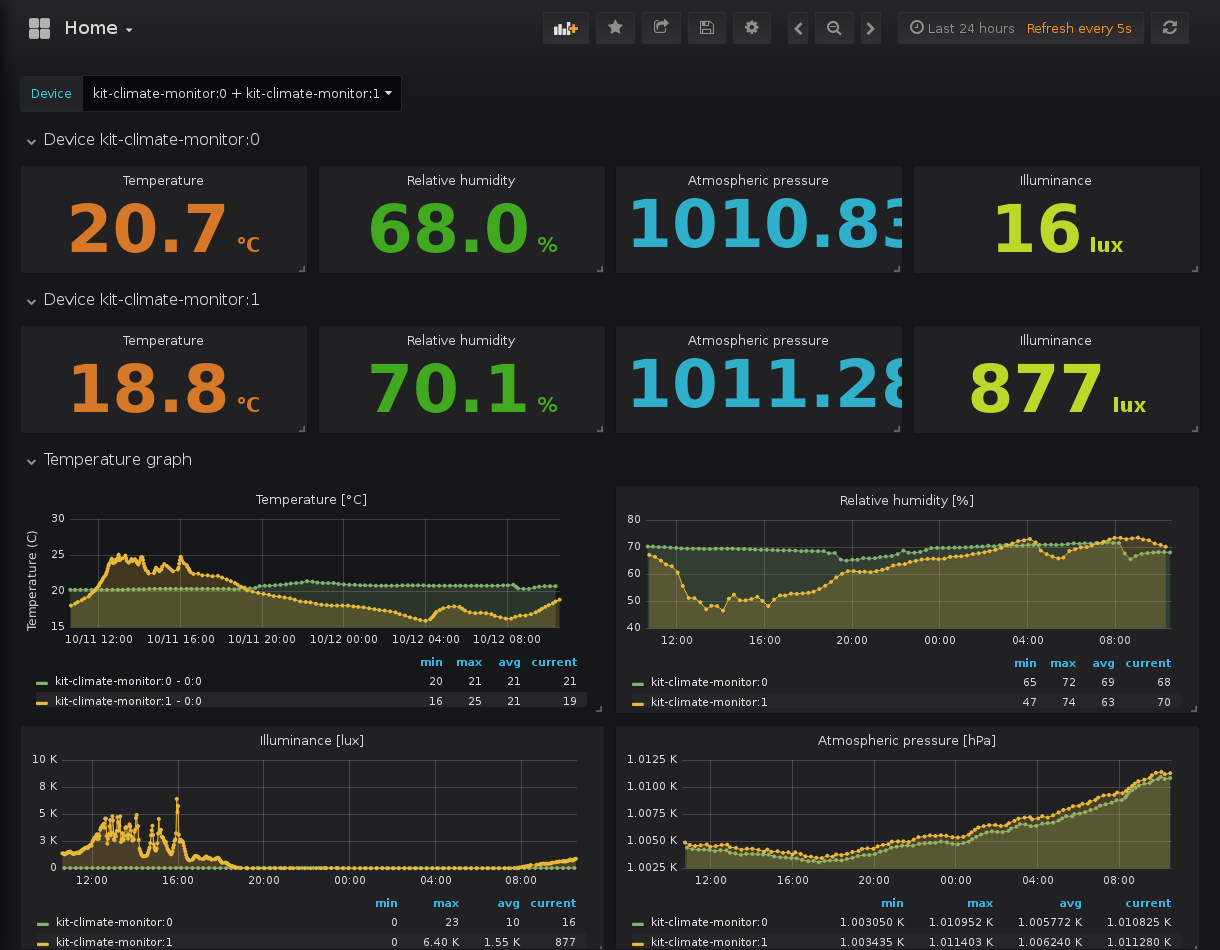 Home
Last 24 hours Refresh every 5s
Device kit-climate-monitor:0 + kit-climate-monitor:1
Device kit-climate-monitor:0
Temperature Relative humidity Atmospheric pressure Illuminance
20.7 °C 68.0 % 1010.83 16 lux
Device kit-climate-monitor:1
Temperature Relative humidity Atmospheric pressure Illuminance
18.8 °C 70.1 % 1011.28 877 lux
Temperature graph
Temperature [°C]
Temperature (C)
30
25
20
15
10/11 12:00 10/11 16:00 10/11 20:00 10/12 00:00 10/12 04:00 10/12 08:00
min max avg current
kit-climate-monitor:0 - 0:0 20 21 21 21
kit-climate-monitor:1 - 0:0 16 25 21 19
Relative humidity [%]
80
70
60
50
40
12:00 16:00 20:00 00:00 04:00 08:00
min max avg current
kit-climate-monitor:0 65 72 69 68
kit-climate-monitor:1 47 74 63 70
Illuminance [lux]
10 K
8 K
5 K
3 K
0
12:00 16:00 20:00 00:00 04:00 08:00
min max avg current
kit-climate-monitor:0 0 23 10 16
kit-climate-monitor:1 0 6.40 K 1.55 K 877
Atmospheric pressure [hPa]
1.0125 K
1.0100 K
1.0075 K
1.0050 K
1.0025 K
12:00 16:00 20:00 00:00 04:00 08:00
min max avg current
kit-climate-monitor:0 1.003050 K 1.010952 K 1.005772 K 1.010825 K
kit-climate-monitor:1 1.003435 K 1.011403 K 1.006240 K 1.011280 K